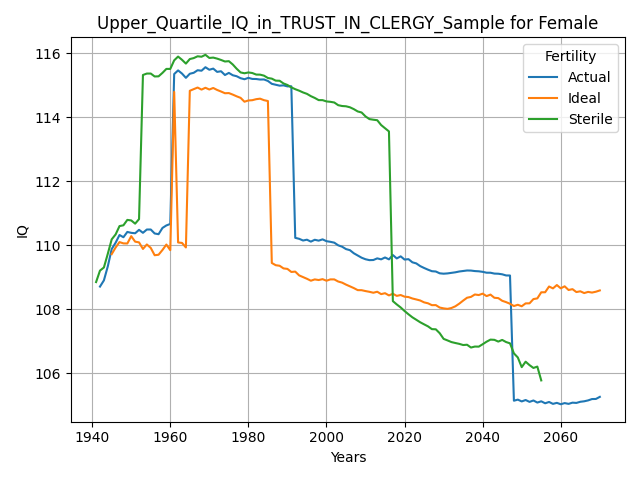 Upper_Quartile_IQ_in_TRUST_IN_CLERGY_Sample for Female
Fertility
Actual
Ideal
Sterile
116
114
112
110
108
106
IQ
1940
1960
1980
2000
2020
2040
2060
Years